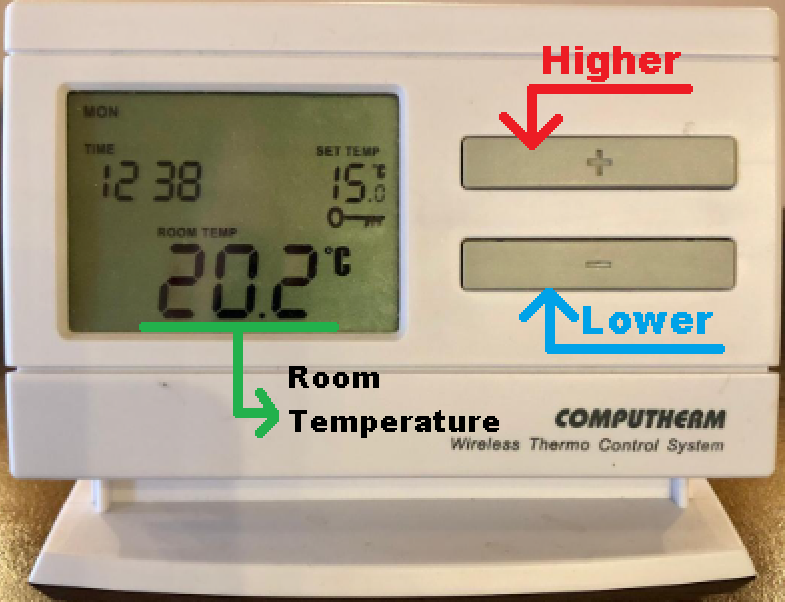 Higher
MON
TIME
SET TEMP
12 38
15.0 °C
+
ROOM TEMP
20.2 °C
-
Lower
Room
Temperature
COMPUTHERM
Wireless Thermo Control System